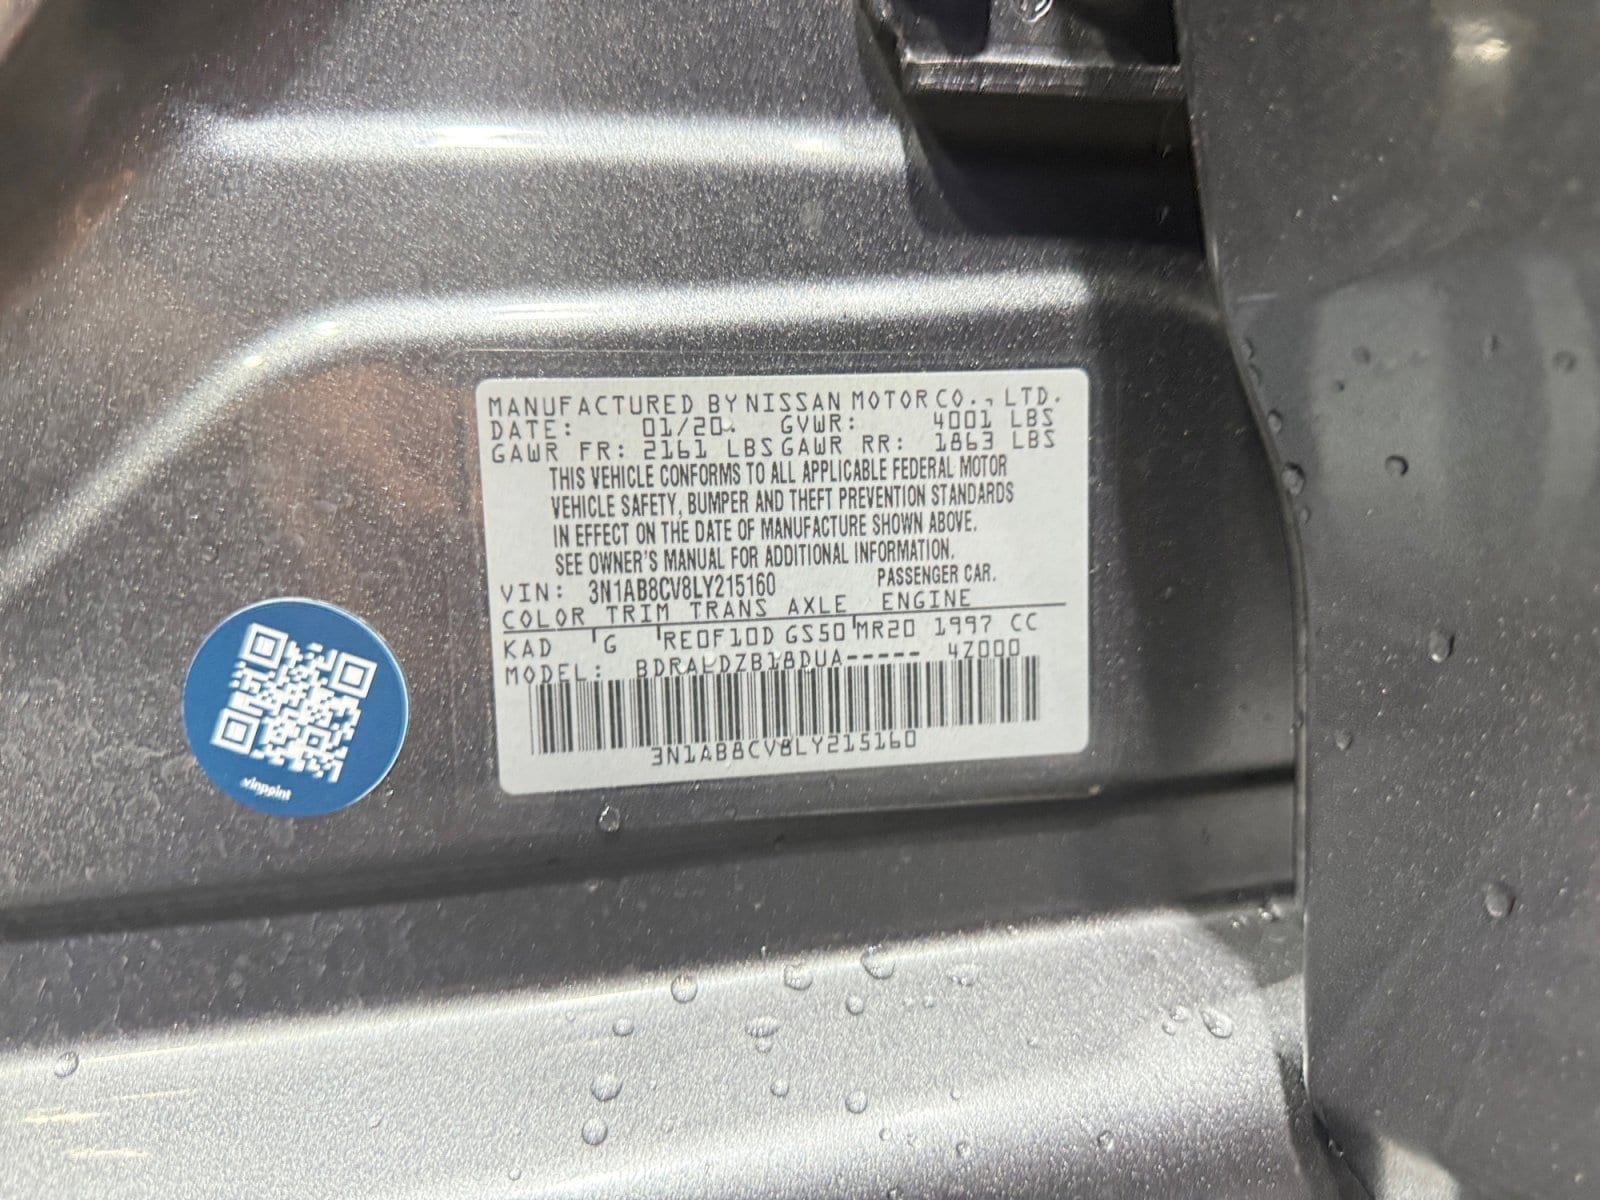 MANUFACTURED BY NISSAN MOTOR CO., LTD.
DATE: 01/20 GVWR: 4001 LBS
GAWR FR: 2161 LBS GAWR RR: 1863 LBS
THIS VEHICLE CONFORMS TO ALL APPLICABLE FEDERAL MOTOR
VEHICLE SAFETY, BUMPER AND THEFT PREVENTION STANDARDS
IN EFFECT ON THE DATE OF MANUFACTURE SHOWN ABOVE.
SEE OWNER'S MANUAL FOR ADDITIONAL INFORMATION.
VIN: 3N1AB8CV8LY215160 PASSENGER CAR.
COLOR TRIM TRANS AXLE ENGINE
KAD G RE0F10D GS50 MR20 1997 CC
MODEL: BDRALDZB18DUA----- 4Z000
3N1AB8CV8LY215160
vinpoint